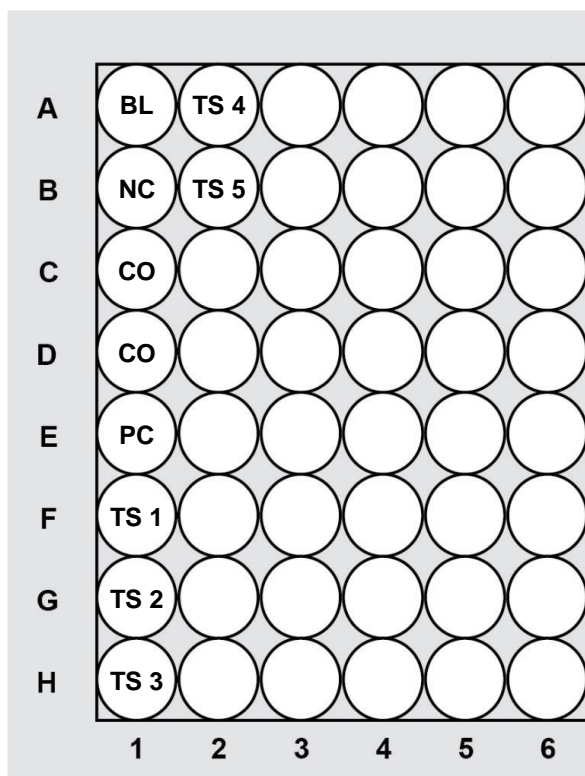 A BL TS 4
B NC TS 5
C CO
D CO
E PC
F TS 1
G TS 2
H TS 3
1 2 3 4 5 6